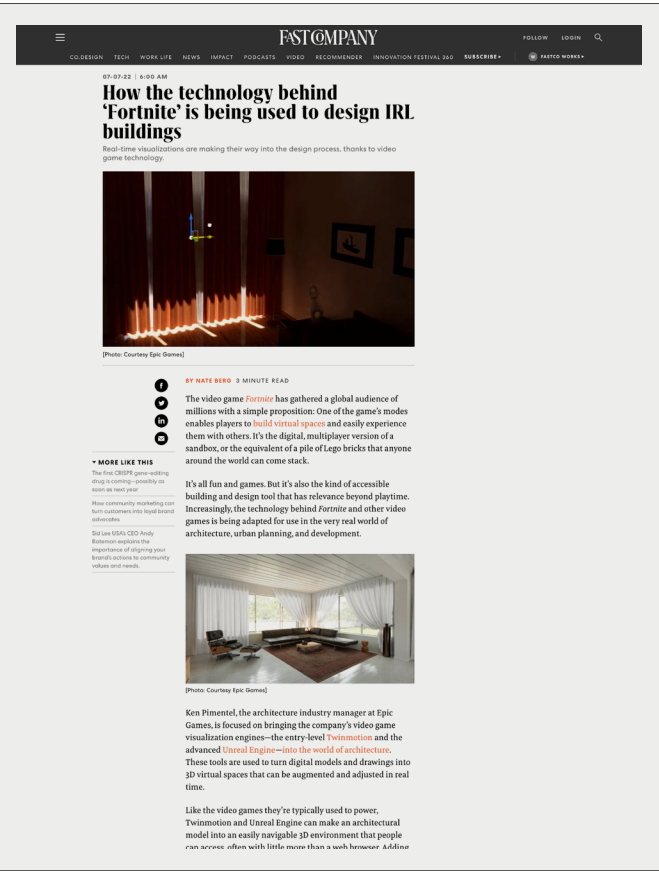 FAST COMPANY
FOLLOW LOGIN
CO.DESIGN TECH WORK LIFE NEWS IMPACT PODCASTS VIDEO RECOMMENDER INNOVATION FESTIVAL 360 SUBSCRIBE FASTCO WORKS
07-07-22 | 6:00 AM
How the technology behind
‘Fortnite’ is being used to design IRL
buildings
Real-time visualizations are making their way into the design process, thanks to video
game technology.
[Photo: Courtesy Epic Games]
BY NATE BERG 3 MINUTE READ
The video game Fortnite has gathered a global audience of
millions with a simple proposition: One of the game’s modes
enables players to build virtual spaces and easily experience
them with others. It’s the digital, multiplayer version of a
sandbox, or the equivalent of a pile of Lego bricks that anyone
around the world can come stack.
MORE LIKE THIS
The first CRISPR gene-editing
drug is coming—possibly as
soon as next year
How community marketing can
turn customers into loyal brand
advocates
Sid Lee USA’s CEO Andy
Bateman explains the
importance of aligning your
brand’s actions to community
values and needs.
It’s all fun and games. But it’s also the kind of accessible
building and design tool that has relevance beyond playtime.
Increasingly, the technology behind Fortnite and other video
games is being adapted for use in the very real world of
architecture, urban planning, and development.
[Photo: Courtesy Epic Games]
Ken Pimentel, the architecture industry manager at Epic
Games, is focused on bringing the company’s video game
visualization engines—the entry-level Twinmotion and the
advanced Unreal Engine—into the world of architecture.
These tools are used to turn digital models and drawings into
3D virtual spaces that can be augmented and adjusted in real
time.
Like the video games they’re typically used to power,
Twinmotion and Unreal Engine can make an architectural
model into an easily navigable 3D environment that people
can access, often with little more than a web browser. Adding